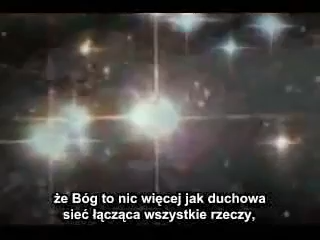 że Bóg to nic więcej jak duchowa
sieć łącząca wszystkie rzeczy,